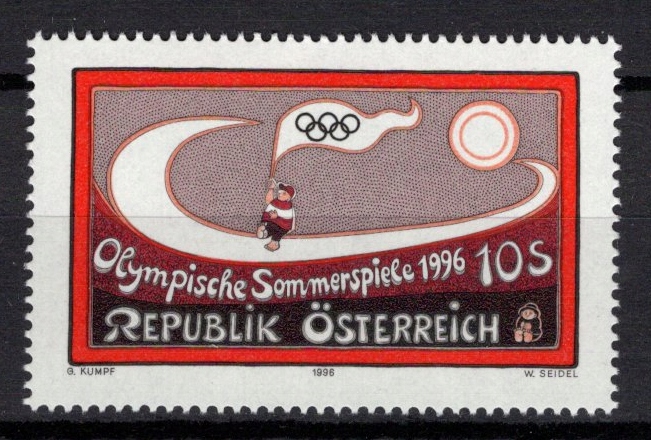 Olympische Sommerspiele 1996 10S
REPUBLIK ÖSTERREICH
G. KUMPF 1996 W. SEIDEL